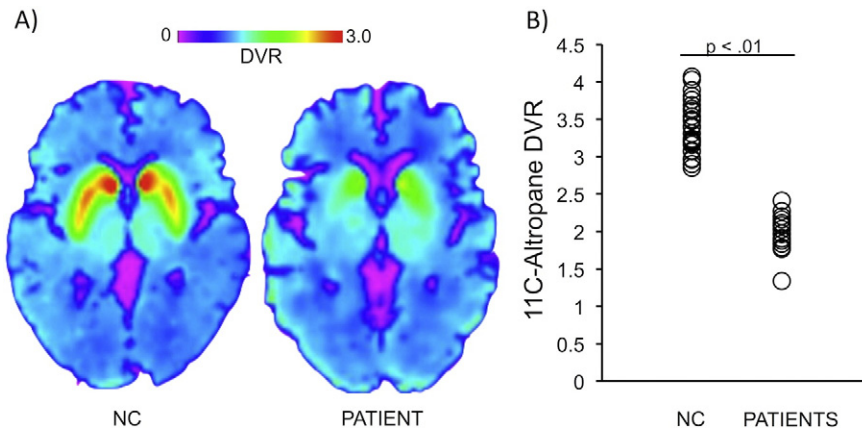 A)
0 3.0
DVR
NC PATIENT
B)
p < .01
11C-Altropane DVR
4.5
4
3.5
3
2.5
2
1.5
1
0.5
0
NC PATIENTS